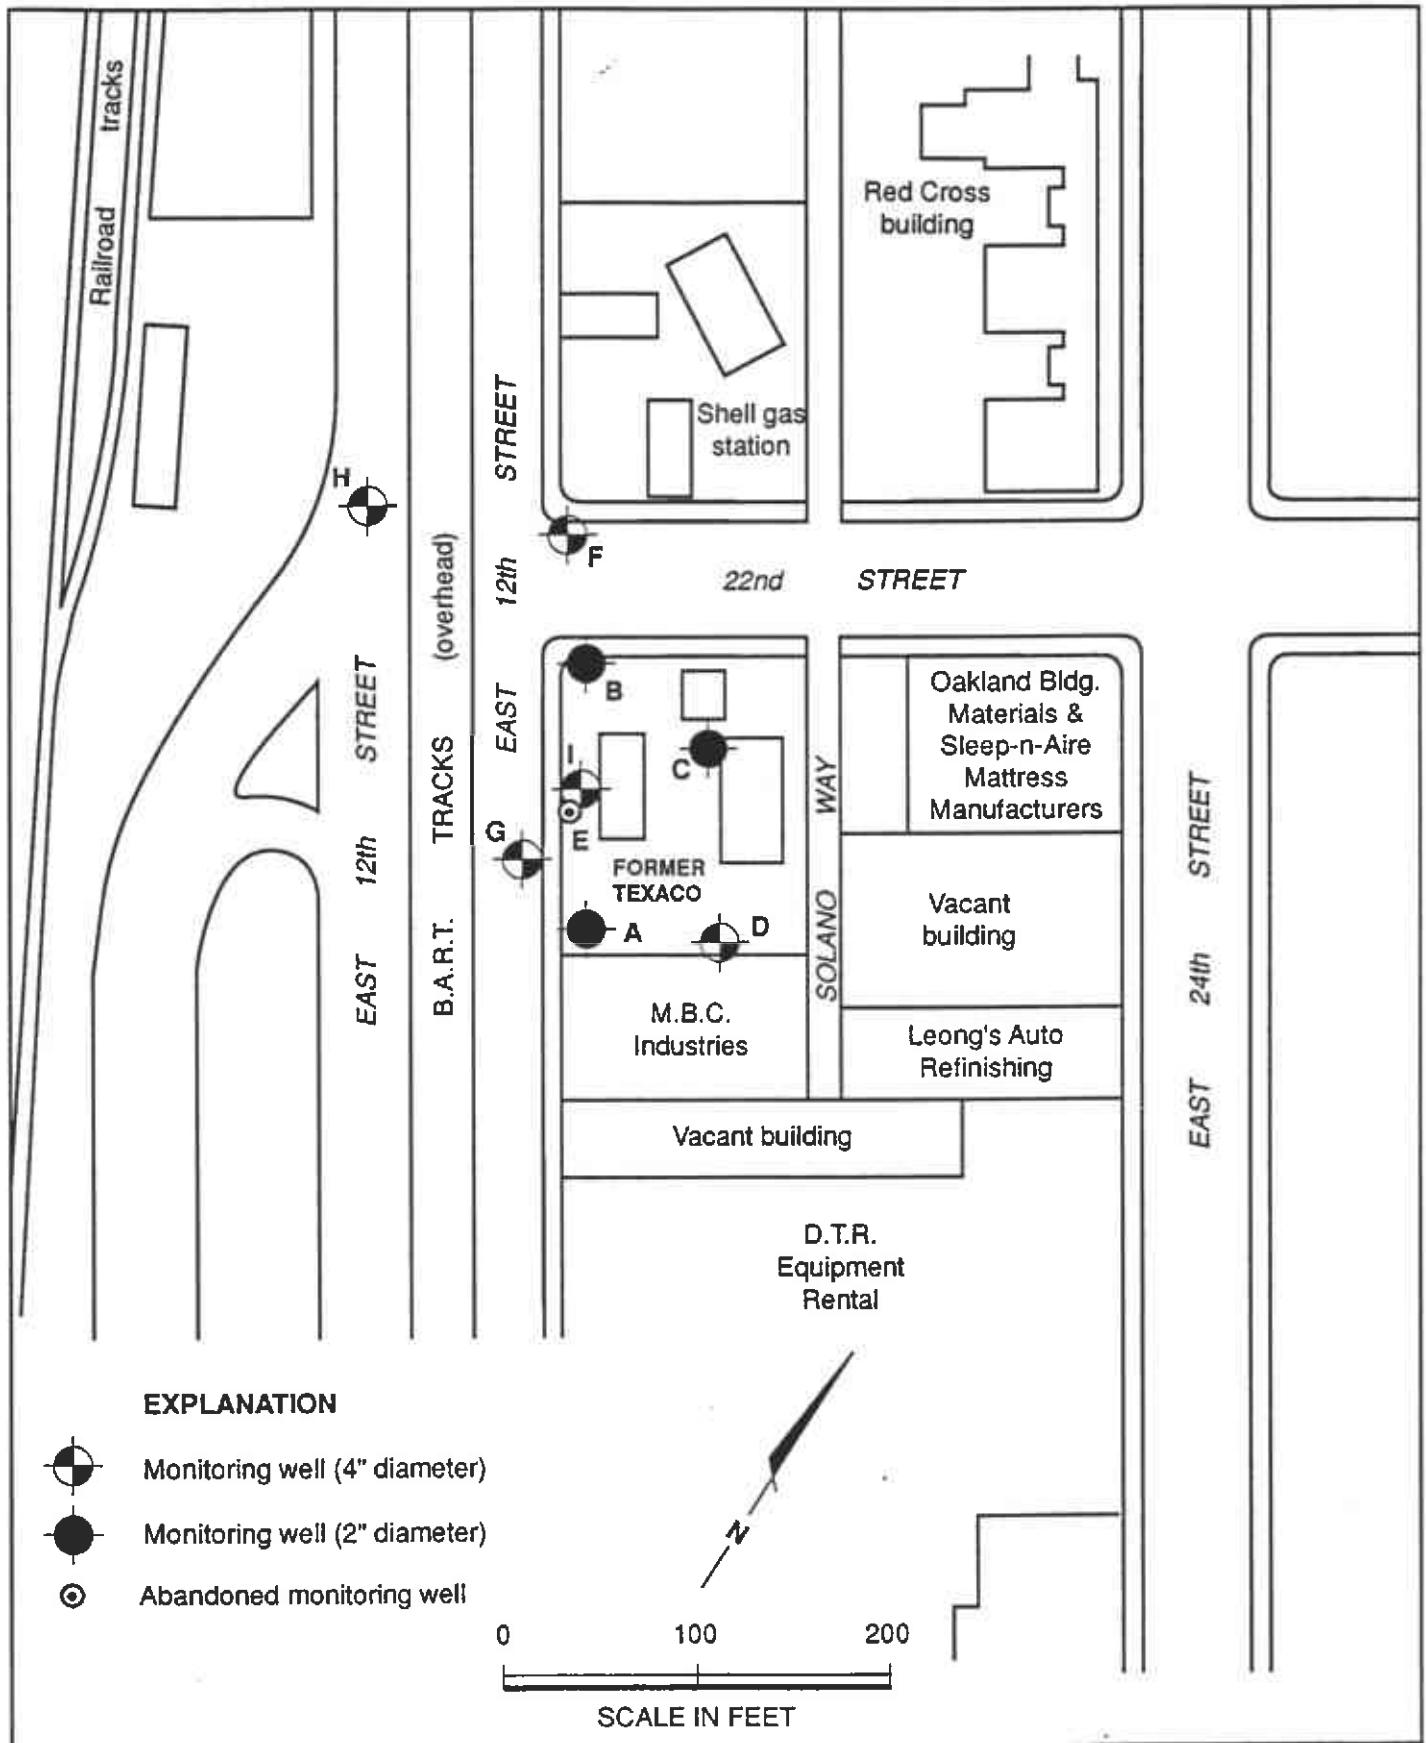 Railroad tracks
Red Cross
building
Shell gas
station
H
F
EAST 12th STREET
22nd STREET
B.A.R.T. TRACKS (overhead)
EAST 12th STREET
B
I
C
E
G
FORMER
TEXACO
A
D
SOLANO WAY
Oakland Bldg.
Materials &
Sleep-n-Aire
Mattress
Manufacturers
EAST 24th STREET
Vacant
building
M.B.C.
Industries
Leong's Auto
Refinishing
Vacant building
D.T.R.
Equipment
Rental
N
EXPLANATION
Monitoring well (4" diameter)
Monitoring well (2" diameter)
Abandoned monitoring well
0 100 200
SCALE IN FEET